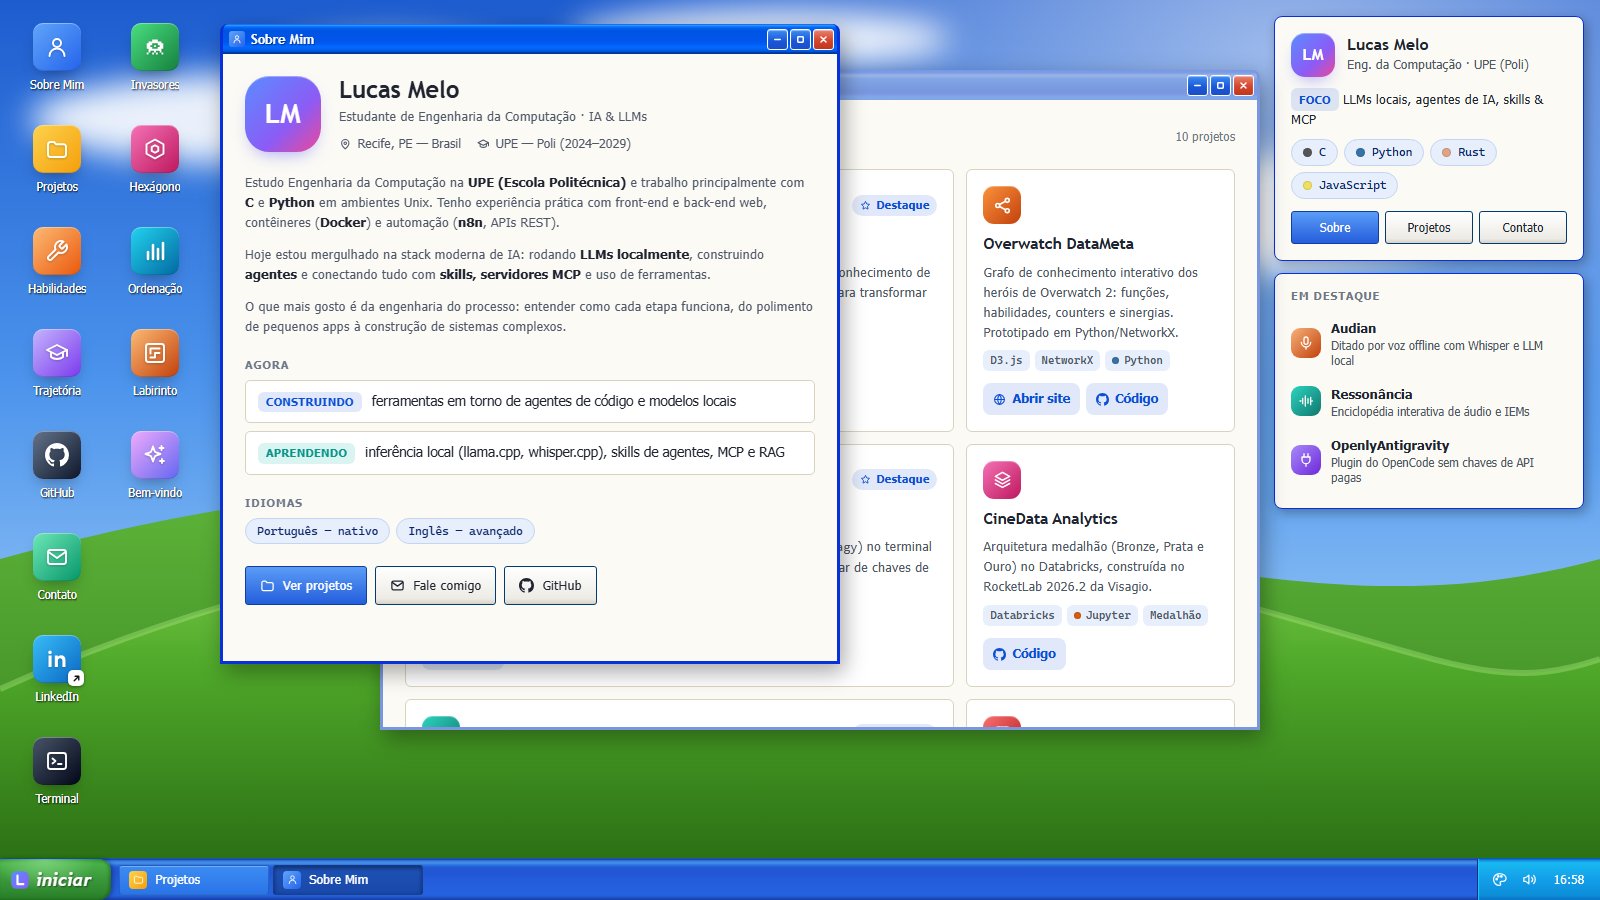 Sobre Mim
Invasores
Projetos
Hexágono
Habilidades
Ordenação
Trajetória
Labirinto
GitHub
Bem-vindo
Contato
in
LinkedIn
Terminal
Sobre Mim
LM
Lucas Melo
Estudante de Engenharia da Computação · IA & LLMs
Recife, PE — Brasil
UPE — Poli (2024–2029)
Estudo Engenharia da Computação na UPE (Escola Politécnica) e trabalho principalmente com
C e Python em ambientes Unix. Tenho experiência prática com front-end e back-end web,
contêineres (Docker) e automação (n8n, APIs REST).
Hoje estou mergulhado na stack moderna de IA: rodando LLMs localmente, construindo
agentes e conectando tudo com skills, servidores MCP e uso de ferramentas.
O que mais gosto é da engenharia do processo: entender como cada etapa funciona, do polimento
de pequenos apps à construção de sistemas complexos.
AGORA
CONSTRUINDO ferramentas em torno de agentes de código e modelos locais
APRENDENDO inferência local (llama.cpp, whisper.cpp), skills de agentes, MCP e RAG
IDIOMAS
Português — nativo
Inglês — avançado
Ver projetos
Fale comigo
GitHub
10 projetos
Destaque
onhecimento de
ara transformar
Overwatch DataMeta
Grafo de conhecimento interativo dos
heróis de Overwatch 2: funções,
habilidades, counters e sinergias.
Prototipado em Python/NetworkX.
D3.js NetworkX Python
Abrir site Código
Destaque
agy) no terminal
ar de chaves de
CineData Analytics
Arquitetura medalhão (Bronze, Prata e
Ouro) no Databricks, construída no
RocketLab 2026.2 da Visagio.
Databricks Jupyter Medalhão
Código
LM
Lucas Melo
Eng. da Computação · UPE (Poli)
FOCO LLMs locais, agentes de IA, skills &
MCP
C Python Rust
JavaScript
Sobre Projetos Contato
EM DESTAQUE
Audian
Ditado por voz offline com Whisper e LLM
local
Ressonância
Enciclopédia interativa de áudio e IEMs
OpenlyAntigravity
Plugin do OpenCode sem chaves de API
pagas
L iniciar
Projetos
Sobre Mim
16:58